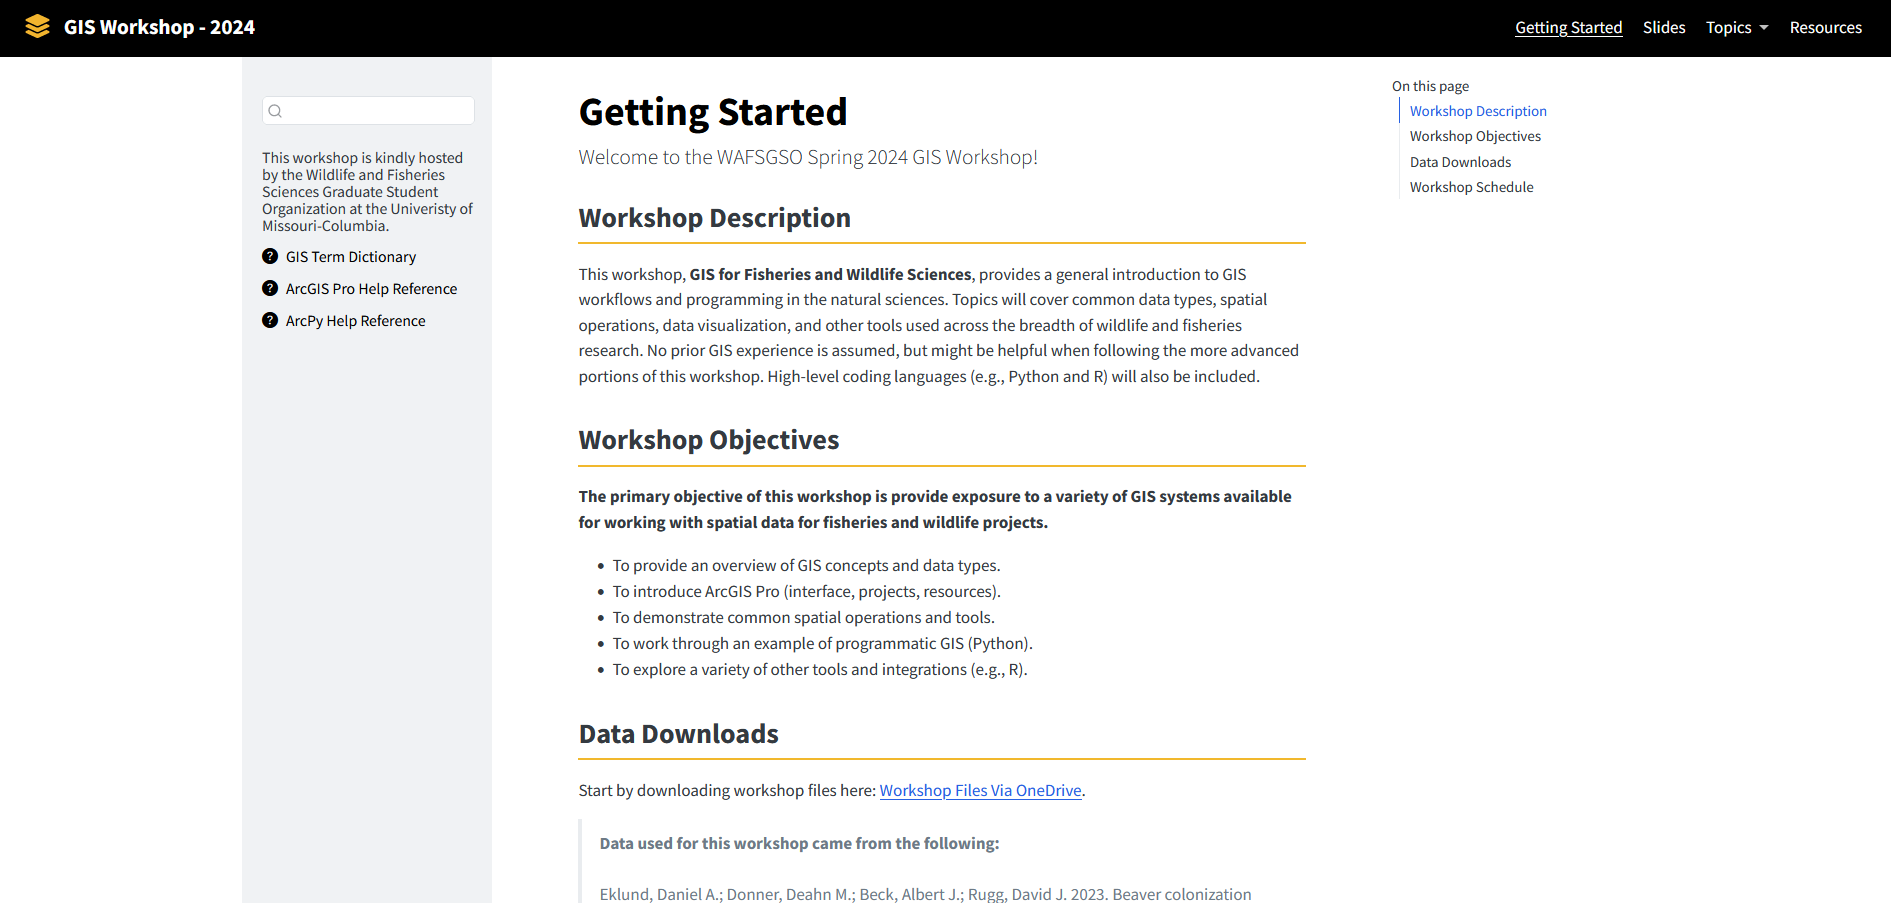 GIS Workshop - 2024
Getting Started
Slides
Topics
Resources
This workshop is kindly hosted
by the Wildlife and Fisheries
Sciences Graduate Student
Organization at the Univeristy of
Missouri-Columbia.
GIS Term Dictionary
ArcGIS Pro Help Reference
ArcPy Help Reference
Getting Started
Welcome to the WAFSGSO Spring 2024 GIS Workshop!
Workshop Description
This workshop, GIS for Fisheries and Wildlife Sciences, provides a general introduction to GIS
workflows and programming in the natural sciences. Topics will cover common data types, spatial
operations, data visualization, and other tools used across the breadth of wildlife and fisheries
research. No prior GIS experience is assumed, but might be helpful when following the more advanced
portions of this workshop. High-level coding languages (e.g., Python and R) will also be included.
Workshop Objectives
The primary objective of this workshop is provide exposure to a variety of GIS systems available
for working with spatial data for fisheries and wildlife projects.
• To provide an overview of GIS concepts and data types.
• To introduce ArcGIS Pro (interface, projects, resources).
• To demonstrate common spatial operations and tools.
• To work through an example of programmatic GIS (Python).
• To explore a variety of other tools and integrations (e.g., R).
Data Downloads
Start by downloading workshop files here: Workshop Files Via OneDrive.
Data used for this workshop came from the following:
Eklund, Daniel A.; Donner, Deahn M.; Beck, Albert J.; Rugg, David J. 2023. Beaver colonization
On this page
Workshop Description
Workshop Objectives
Data Downloads
Workshop Schedule